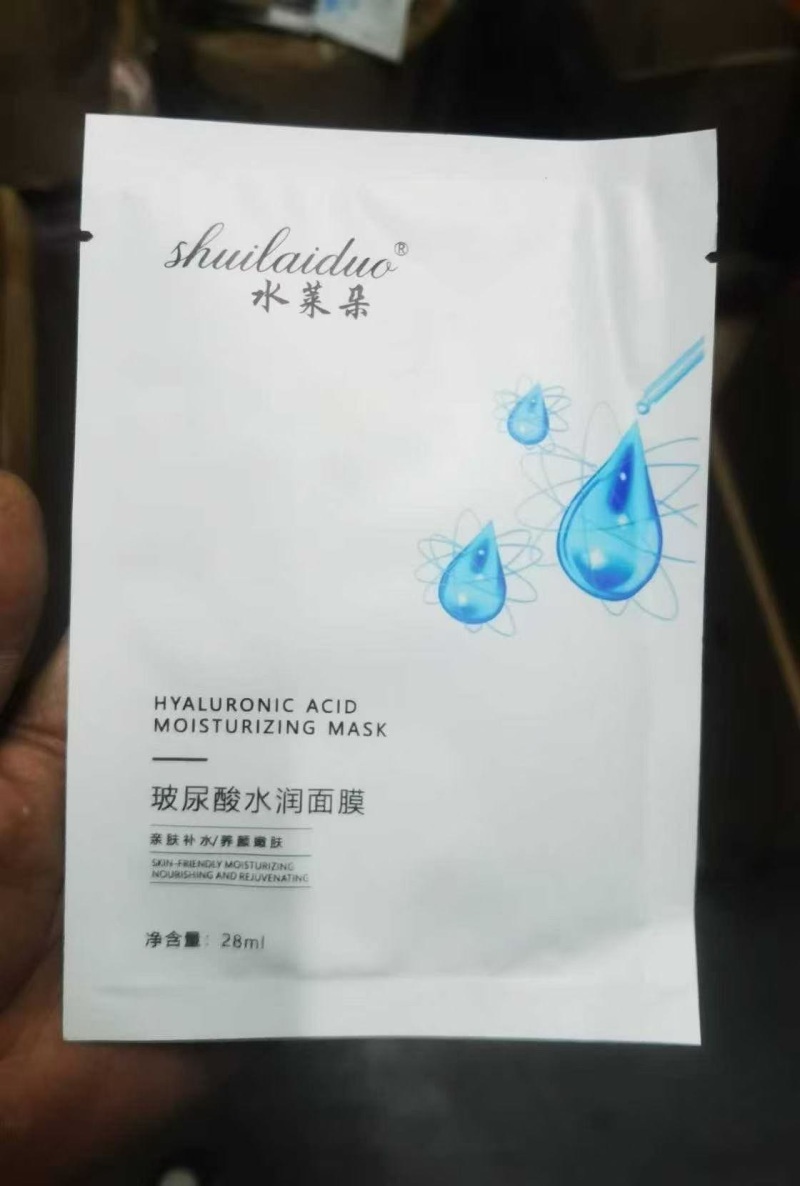 shuilaiduo®
水莱朵
HYALURONIC ACID
MOISTURIZING MASK
玻尿酸水润面膜
亲肤补水/养颜嫩肤
SKIN-FRIENDLY MOISTURIZING
NOURISHING AND REJUVENATING
净含量：28ml